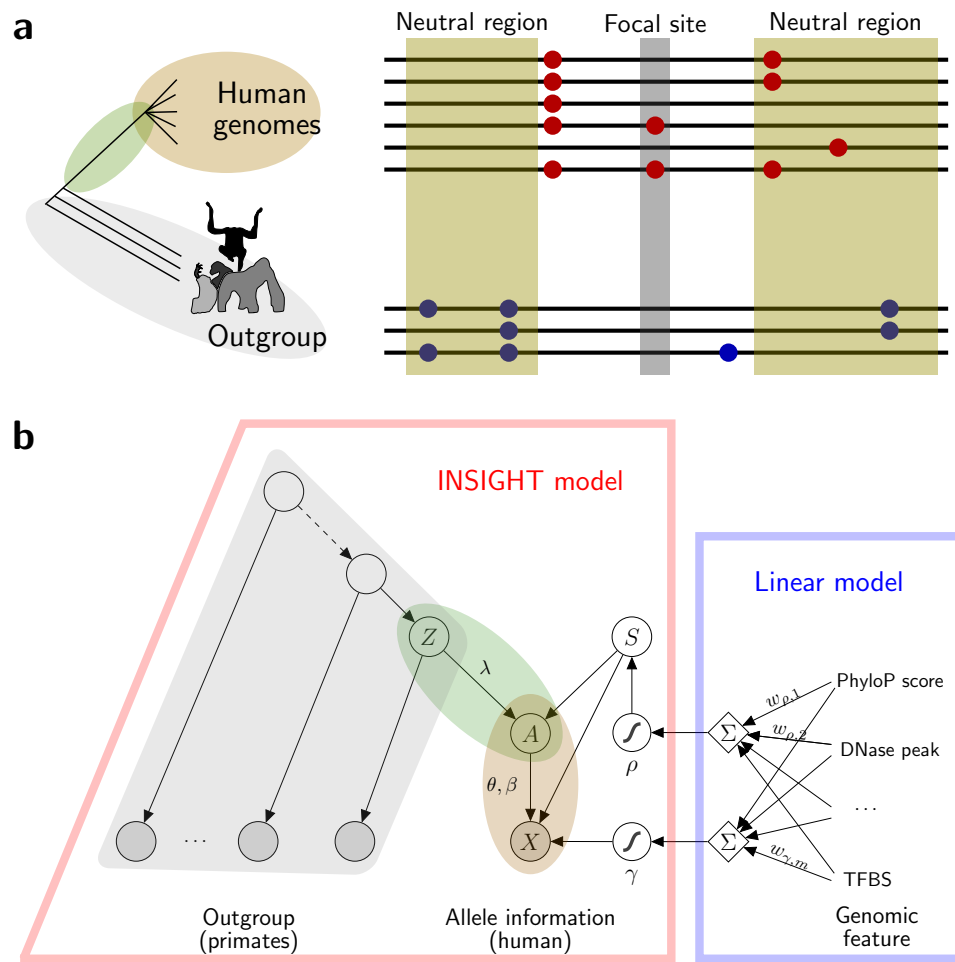 a
Neutral region
Focal site
Neutral region
Human
genomes
Outgroup
b
INSIGHT model
Linear model
Z
S
λ
PhyloP score
w_{ρ,1}
A
Σ
w_{ρ,2}
DNase peak
ρ
θ, β
...
...
X
Σ
γ
w_{γ,m}
TFBS
Outgroup
(primates)
Allele information
(human)
Genomic
feature